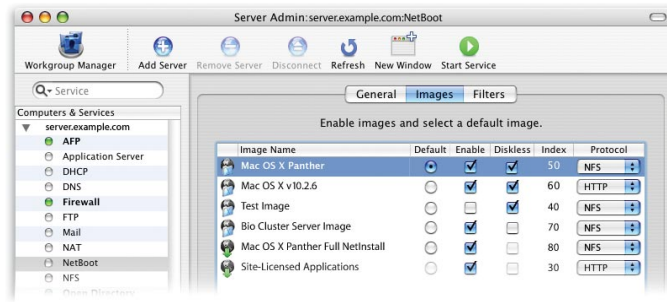 Server Admin: server.example.com:NetBoot
Workgroup Manager Add Server Remove Server Disconnect Refresh New Window Start Service
Service
Computers & Services
server.example.com
AFP
Application Server
DHCP
DNS
Firewall
FTP
Mail
NAT
NetBoot
NFS
Open Directory
General Images Filters
Enable images and select a default image.
Image Name Default Enable Diskless Index Protocol
Mac OS X Panther 50 NFS
Mac OS X v10.2.6 60 HTTP
Test Image 40 NFS
Bio Cluster Server Image 70 NFS
Mac OS X Panther Full NetInstall 80 NFS
Site-Licensed Applications 30 HTTP